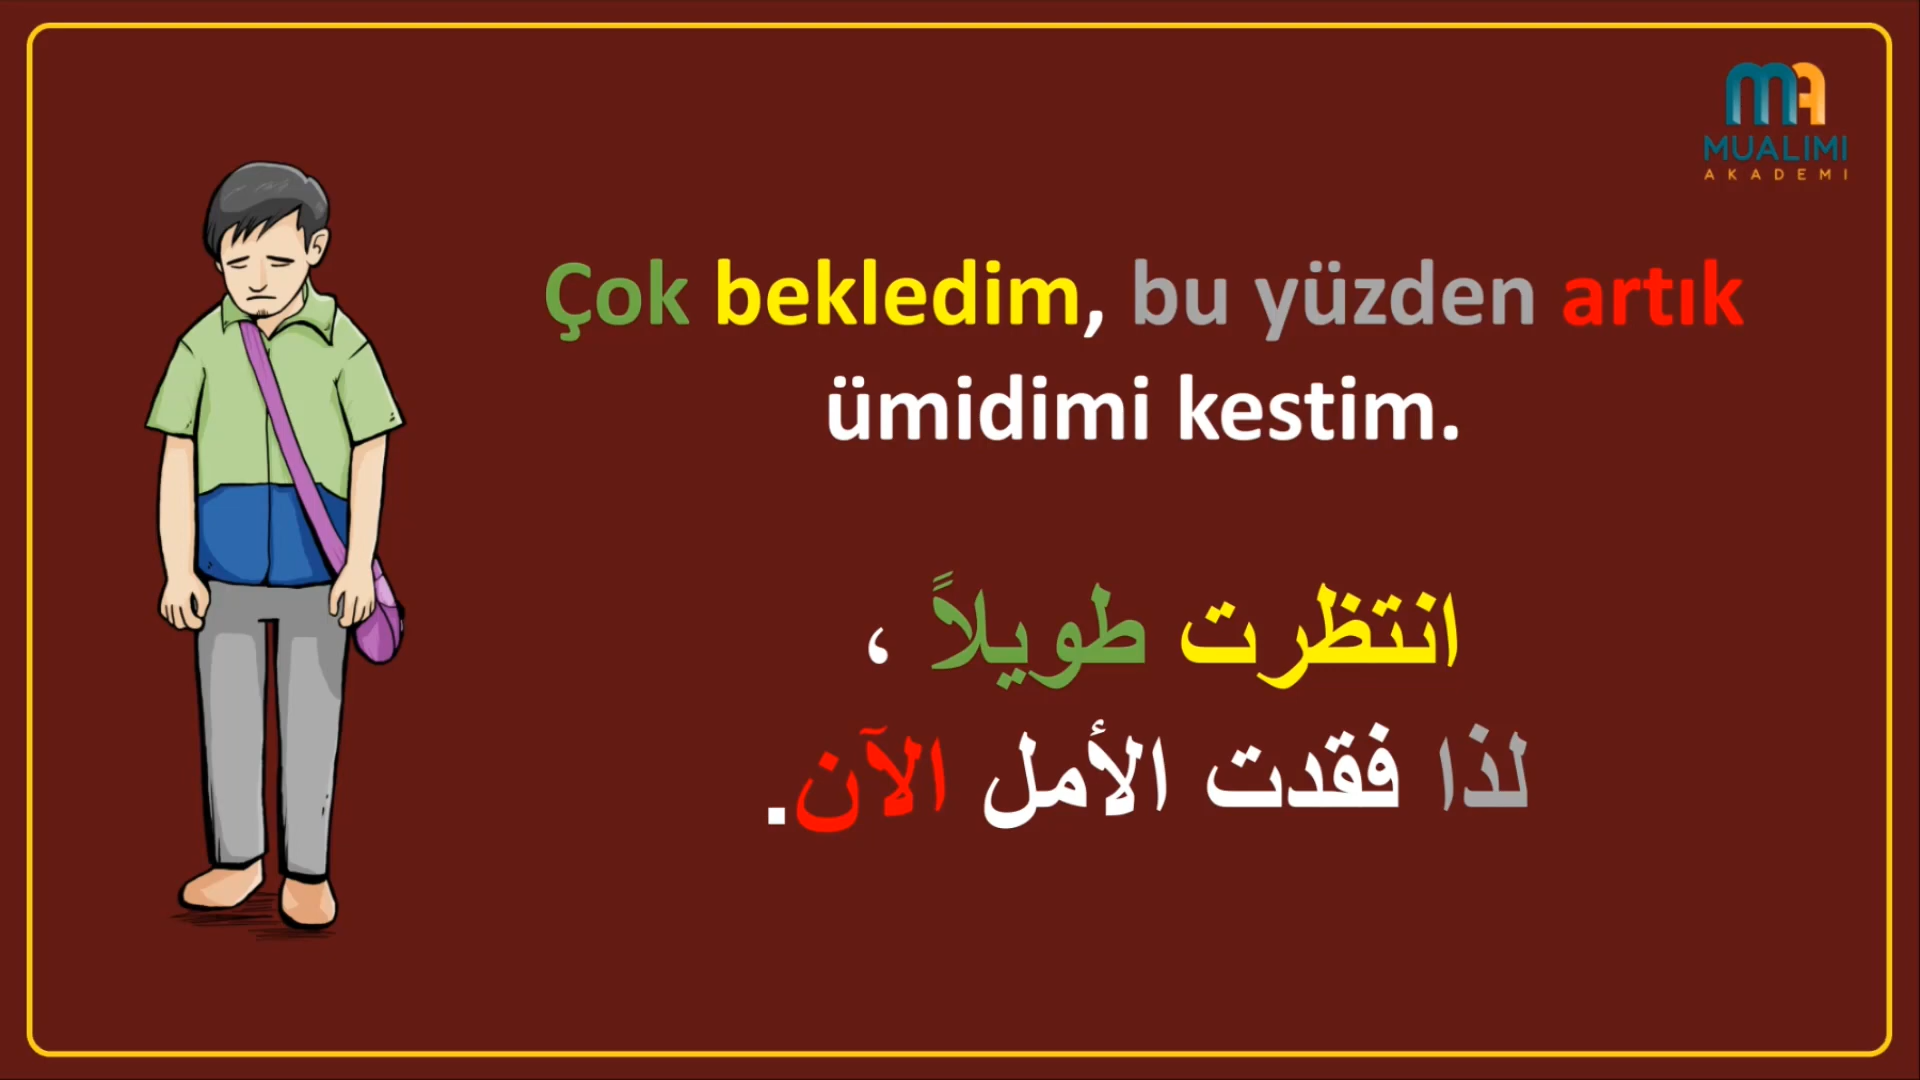 MUALIMI
AKADEMI
Çok bekledim, bu yüzden artık
ümidimi kestim.
انتظرت طويلاً ،
لذا فقدت الأمل الآن.